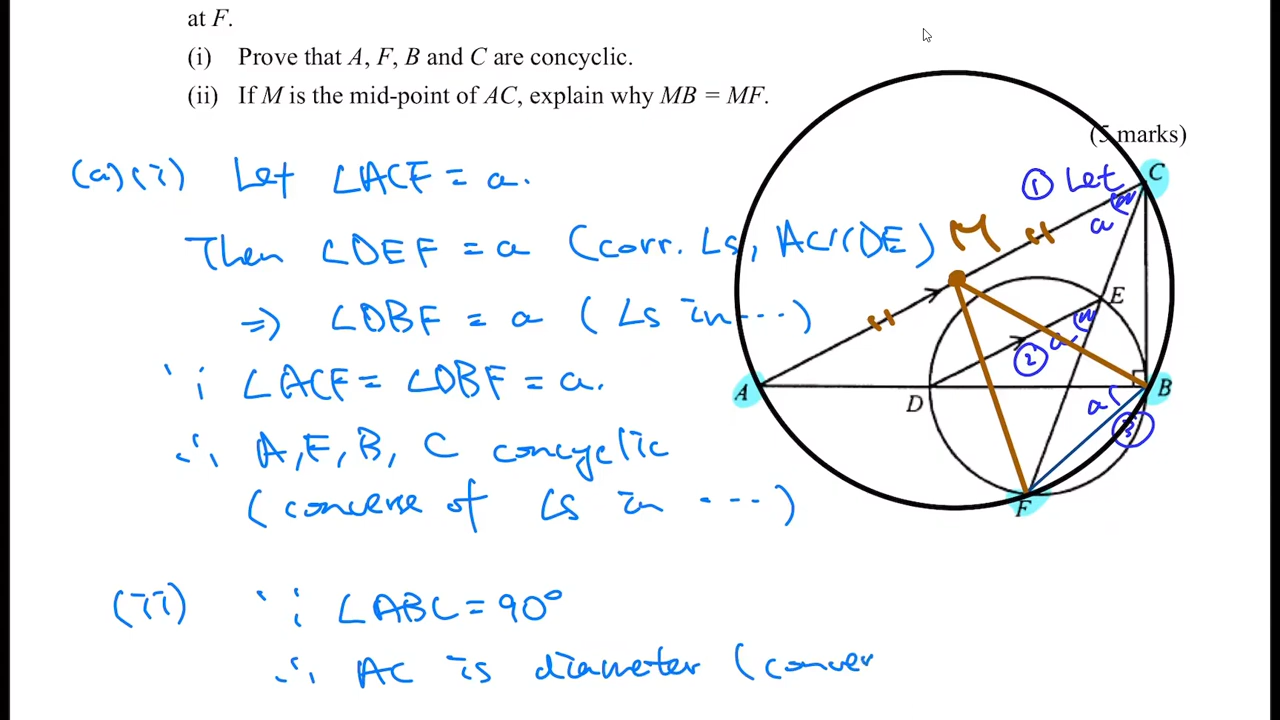 at F.
(i) Prove that A, F, B and C are concyclic.
(ii) If M is the mid-point of AC, explain why MB = MF.
(5 marks)
(a)(i) Let ∠ACF = a.
Then ∠DEF = a (corr. ∠s, AC//DE)
⇒ ∠DBF = a (∠s in ...)
∵ ∠ACF = ∠DBF = a.
∴ A, F, B, C concyclic
(converse of ∠s in ...)
(ii) ∵ ∠ABC = 90°
∴ AC is diameter (conver
① Let
C
a
M
E
a
②
A
D
B
a
③
F